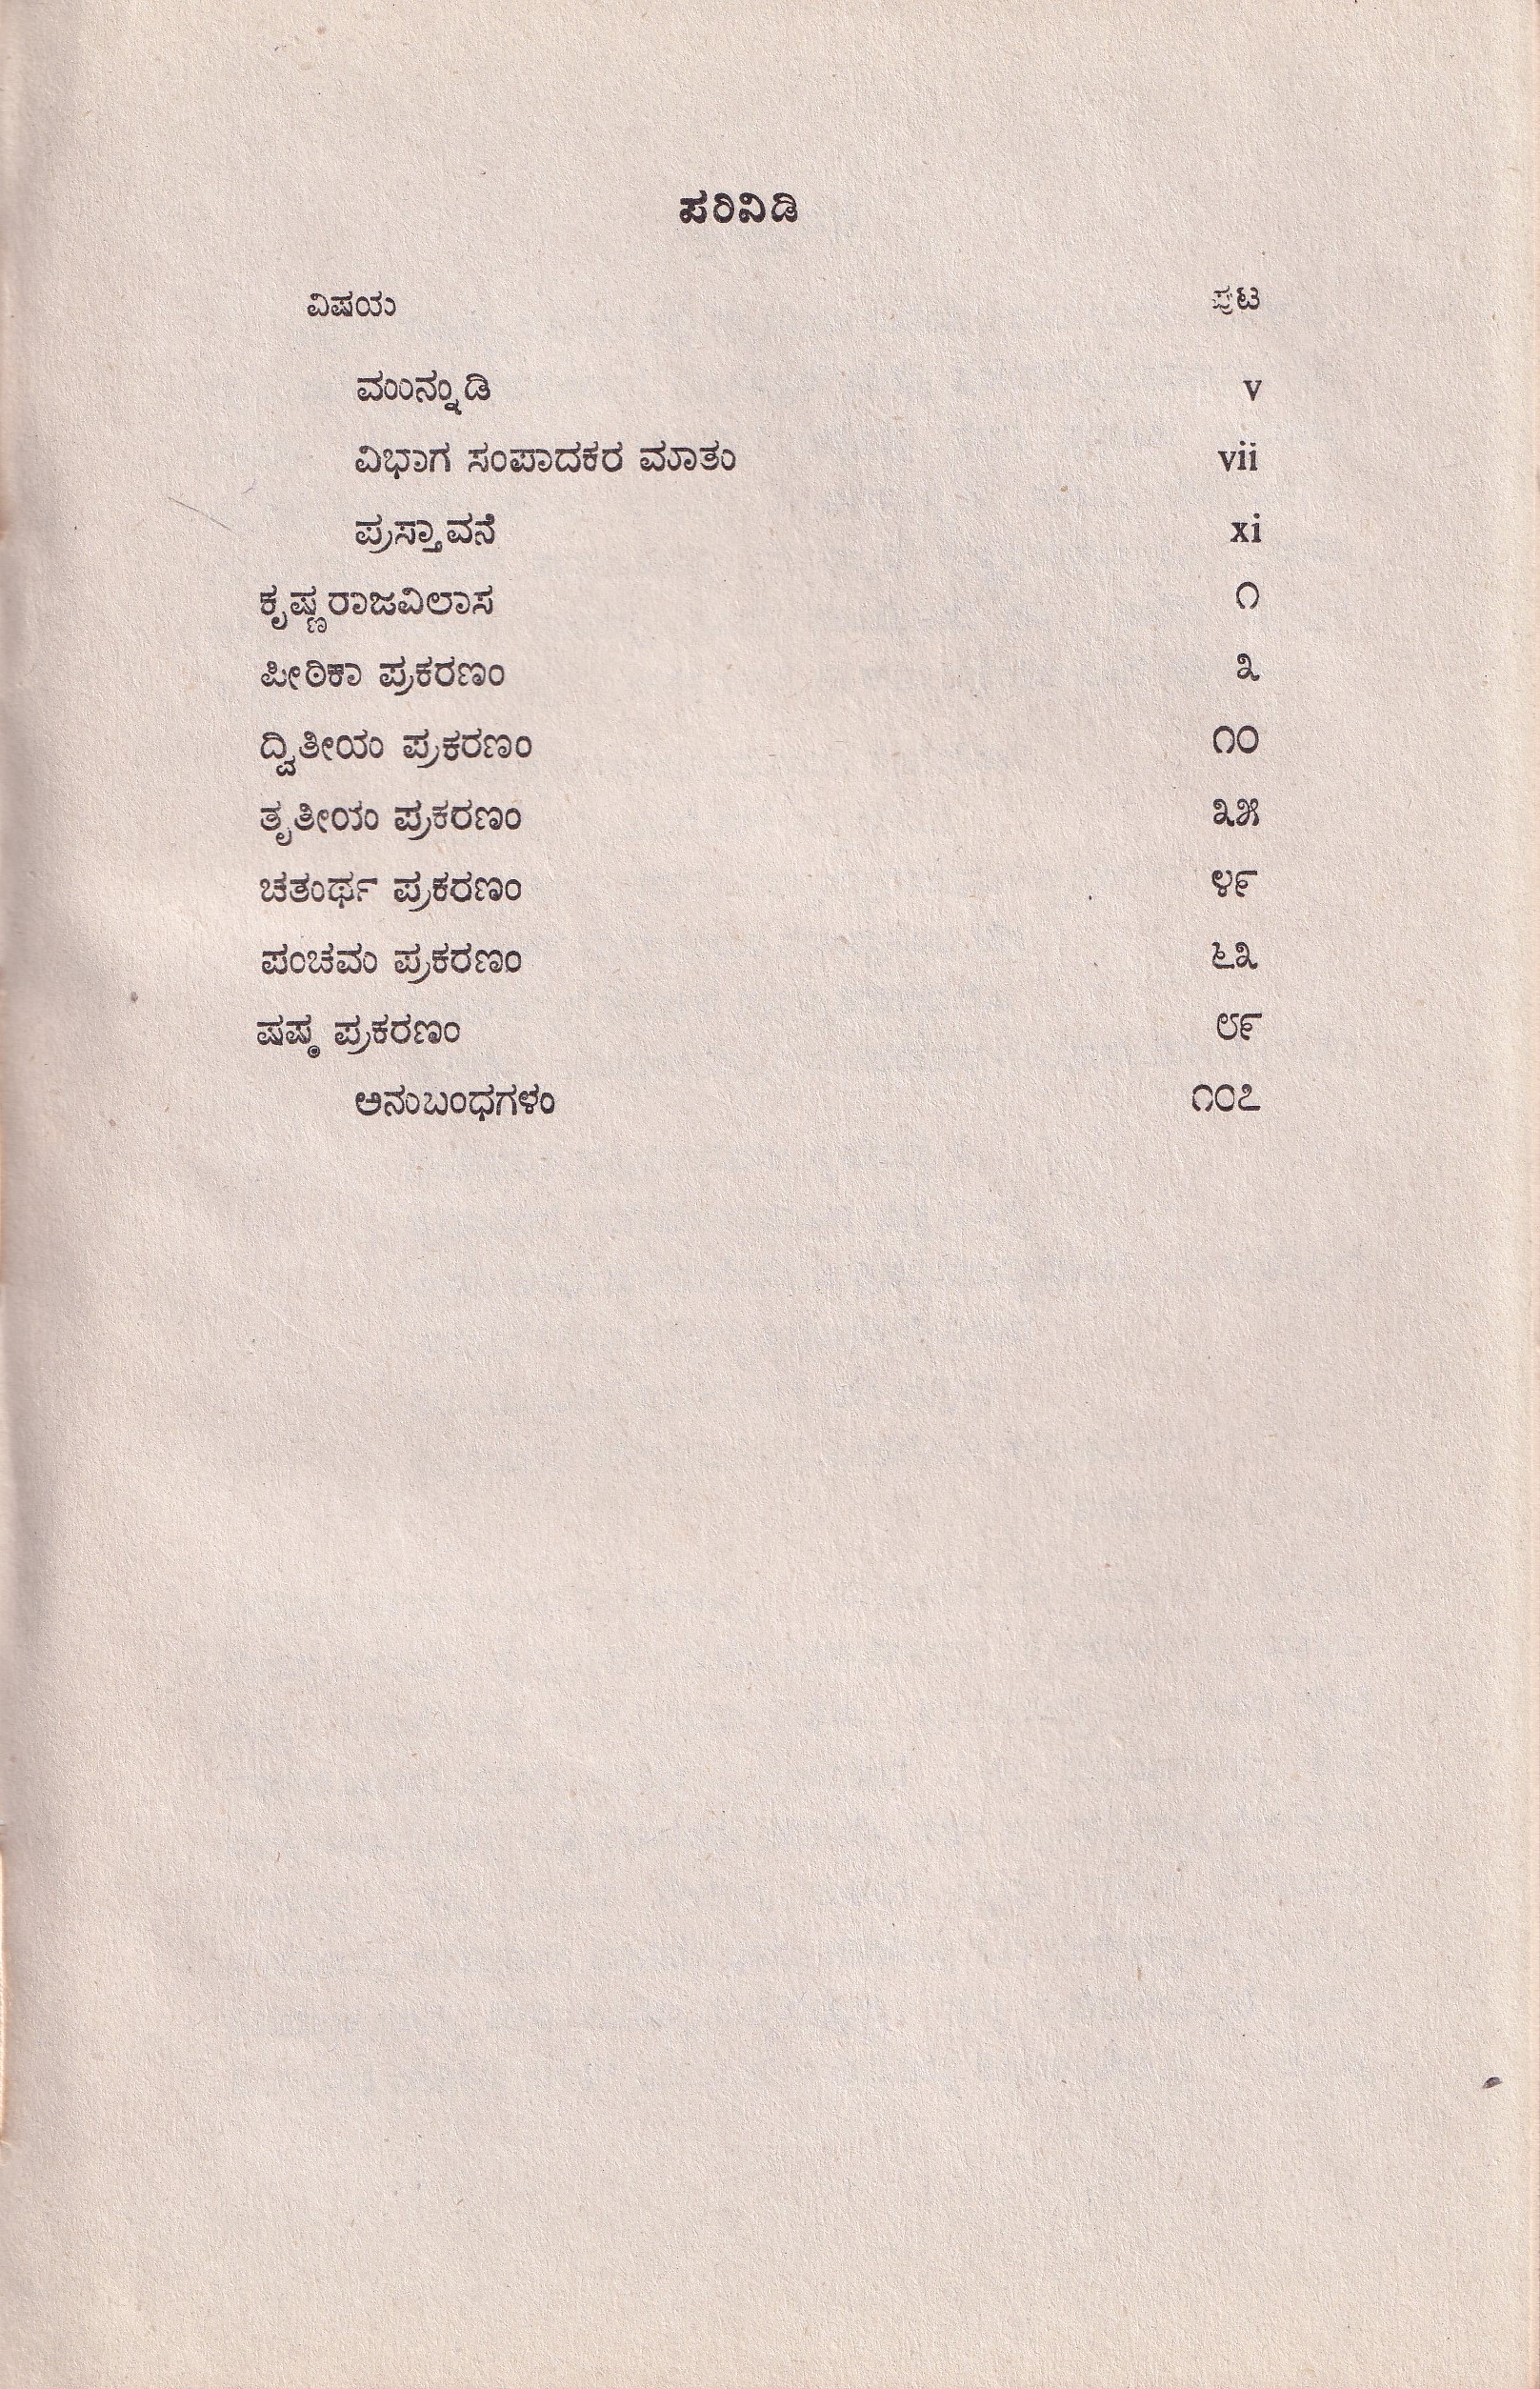 ಪರಿವಿಡಿ
ವಿಷಯ ಪುಟ
ಮುನ್ನುಡಿ v
ವಿಭಾಗ ಸಂಪಾದಕರ ಮಾತು vii
ಪ್ರಸ್ತಾವನೆ xi
ಕೃಷ್ಣರಾಜವಿಲಾಸ ೧
ಪೀಠಿಕಾ ಪ್ರಕರಣಂ ೩
ದ್ವಿತೀಯ ಪ್ರಕರಣಂ ೧೦
ತೃತೀಯ ಪ್ರಕರಣಂ ೩೫
ಚತುರ್ಥ ಪ್ರಕರಣಂ ೪೯
ಪಂಚಮ ಪ್ರಕರಣಂ ೬೩
ಷಷ್ಠ ಪ್ರಕರಣಂ ೮೯
ಅನುಬಂಧಗಳು ೧೦೭